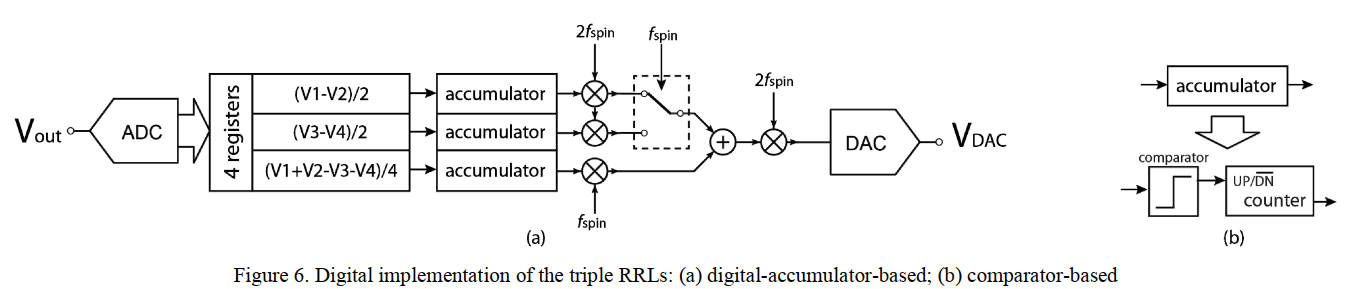 2fspin
fspin
2fspin
Vout
ADC
4 registers
(V1-V2)/2
(V3-V4)/2
(V1+V2-V3-V4)/4
accumulator
accumulator
accumulator
fspin
+
DAC
VDAC
(a)
accumulator
comparator
UP/DN
counter
(b)
Figure 6. Digital implementation of the triple RRLs: (a) digital-accumulator-based; (b) comparator-based